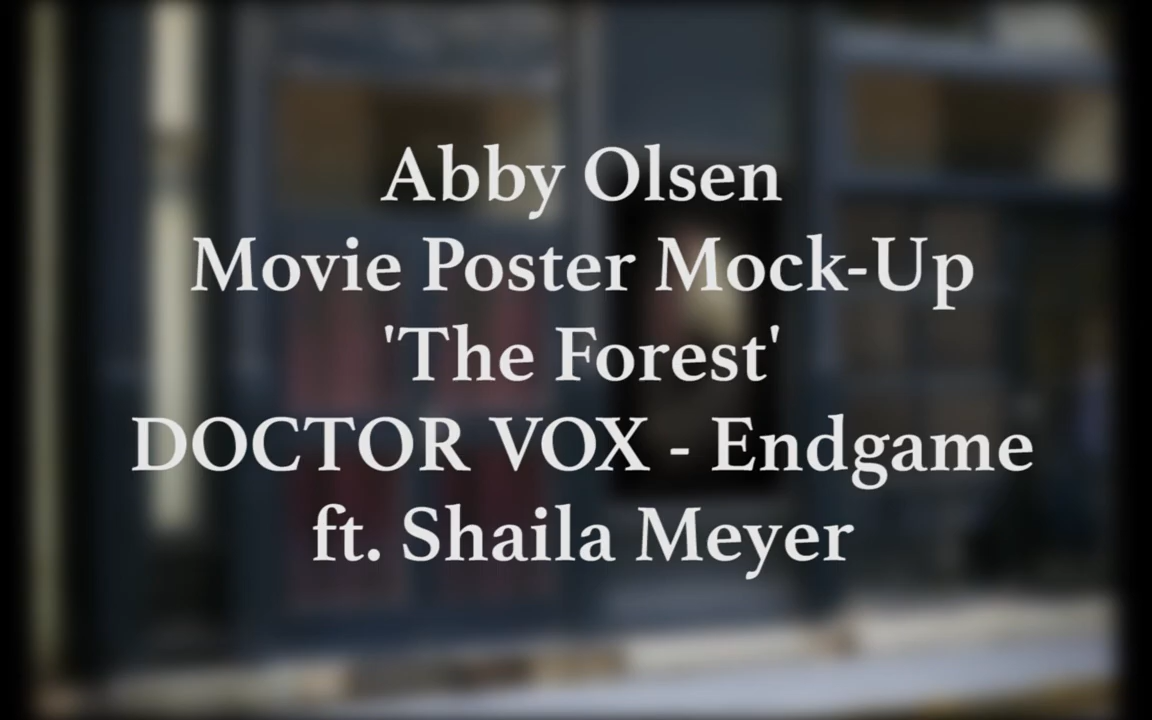 Abby Olsen
Movie Poster Mock-Up
'The Forest'
DOCTOR VOX - Endgame
ft. Shaila Meyer